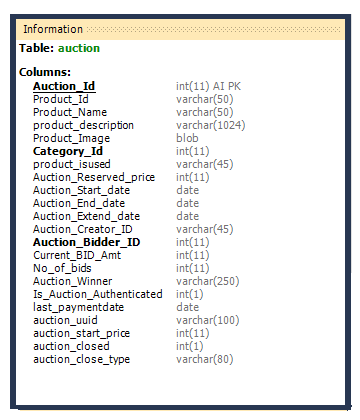 Information
Table: auction
Columns:
Auction_Id int(11) AI PK
Product_Id varchar(50)
Product_Name varchar(50)
product_description varchar(1024)
Product_Image blob
Category_Id int(11)
product_isused varchar(45)
Auction_Reserved_price int(11)
Auction_Start_date date
Auction_End_date date
Auction_Extend_date date
Auction_Creator_ID varchar(45)
Auction_Bidder_ID int(11)
Current_BID_Amt int(11)
No_of_bids int(11)
Auction_Winner varchar(250)
Is_Auction_Authenticated int(1)
last_paymentdate date
auction_uuid varchar(100)
auction_start_price int(11)
auction_closed int(1)
auction_close_type varchar(80)